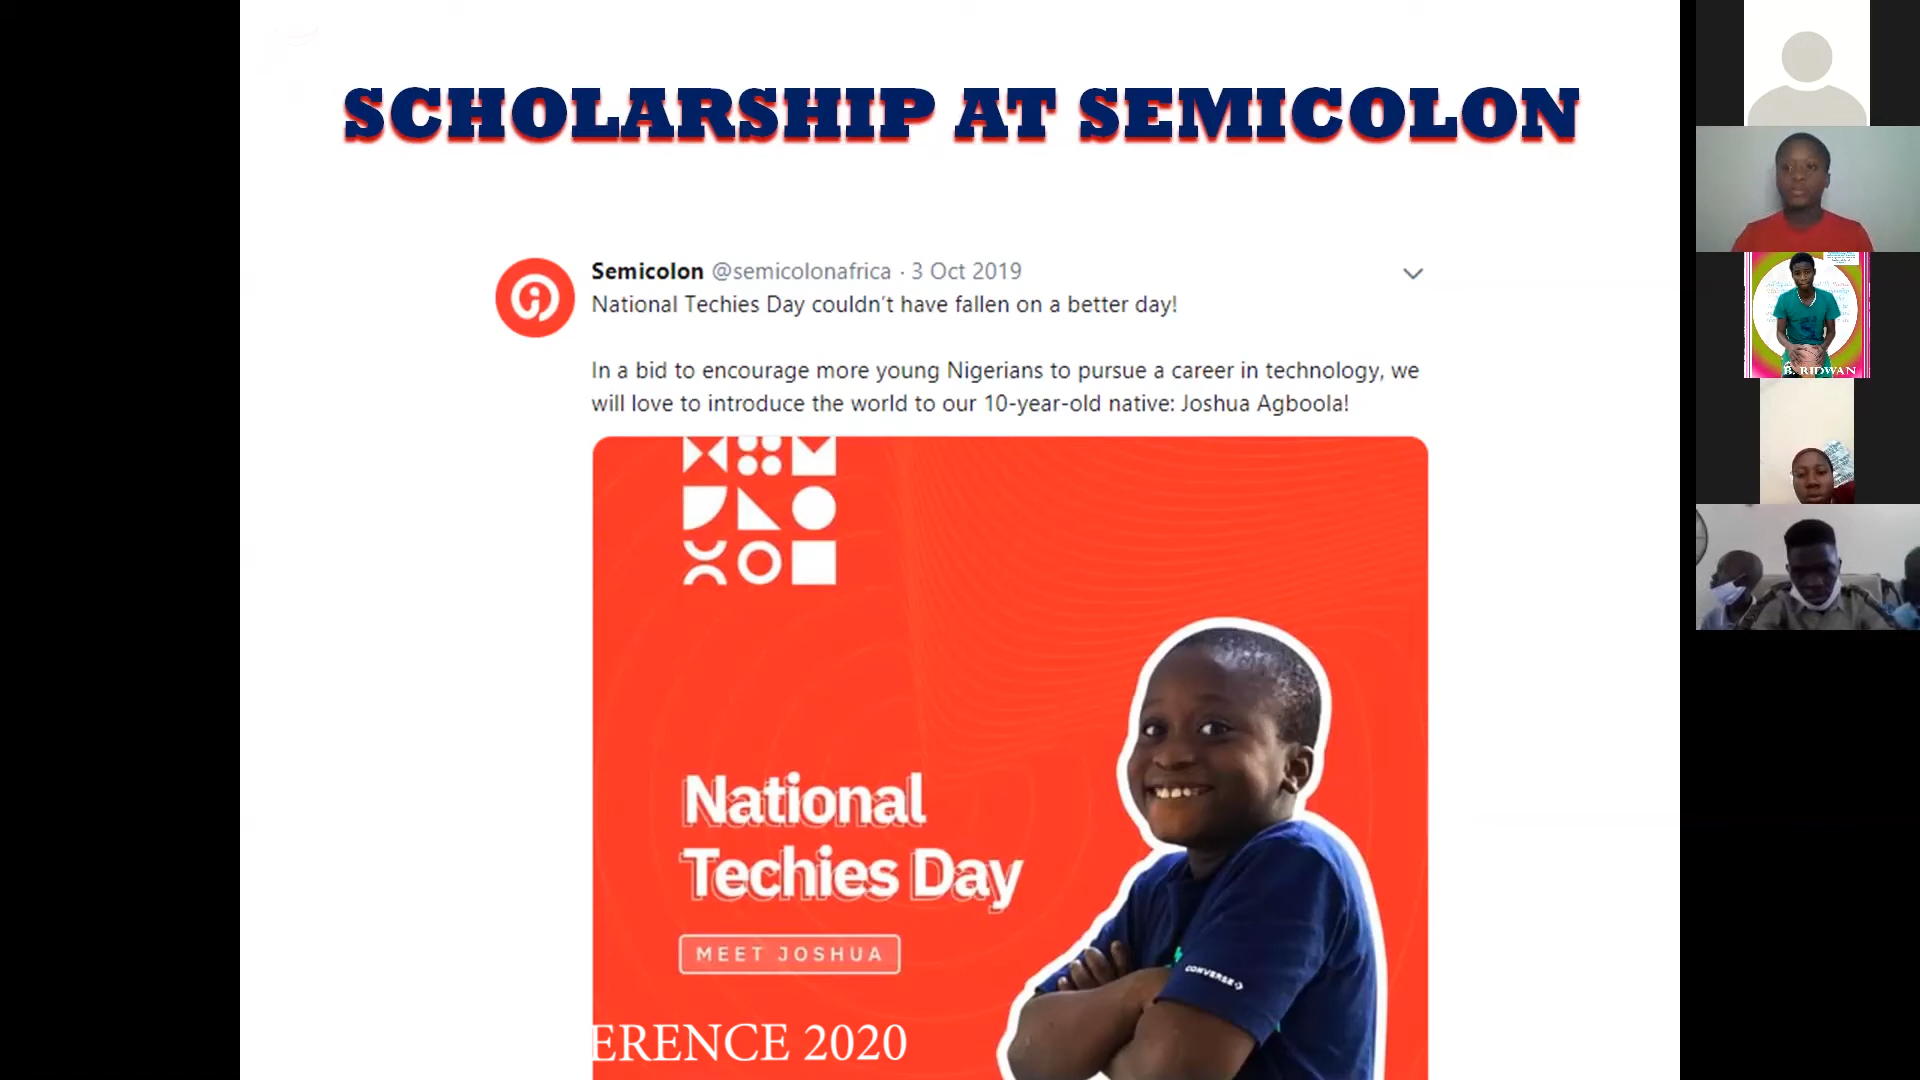 SCHOLARSHIP AT SEMICOLON
Semicolon @semicolonafrica · 3 Oct 2019
National Techies Day couldn't have fallen on a better day!
In a bid to encourage more young Nigerians to pursue a career in technology, we
will love to introduce the world to our 10-year-old native: Joshua Agboola!
National
Techies Day
MEET JOSHUA
CONVERSE
ERENCE 2020
B. RIDWAN